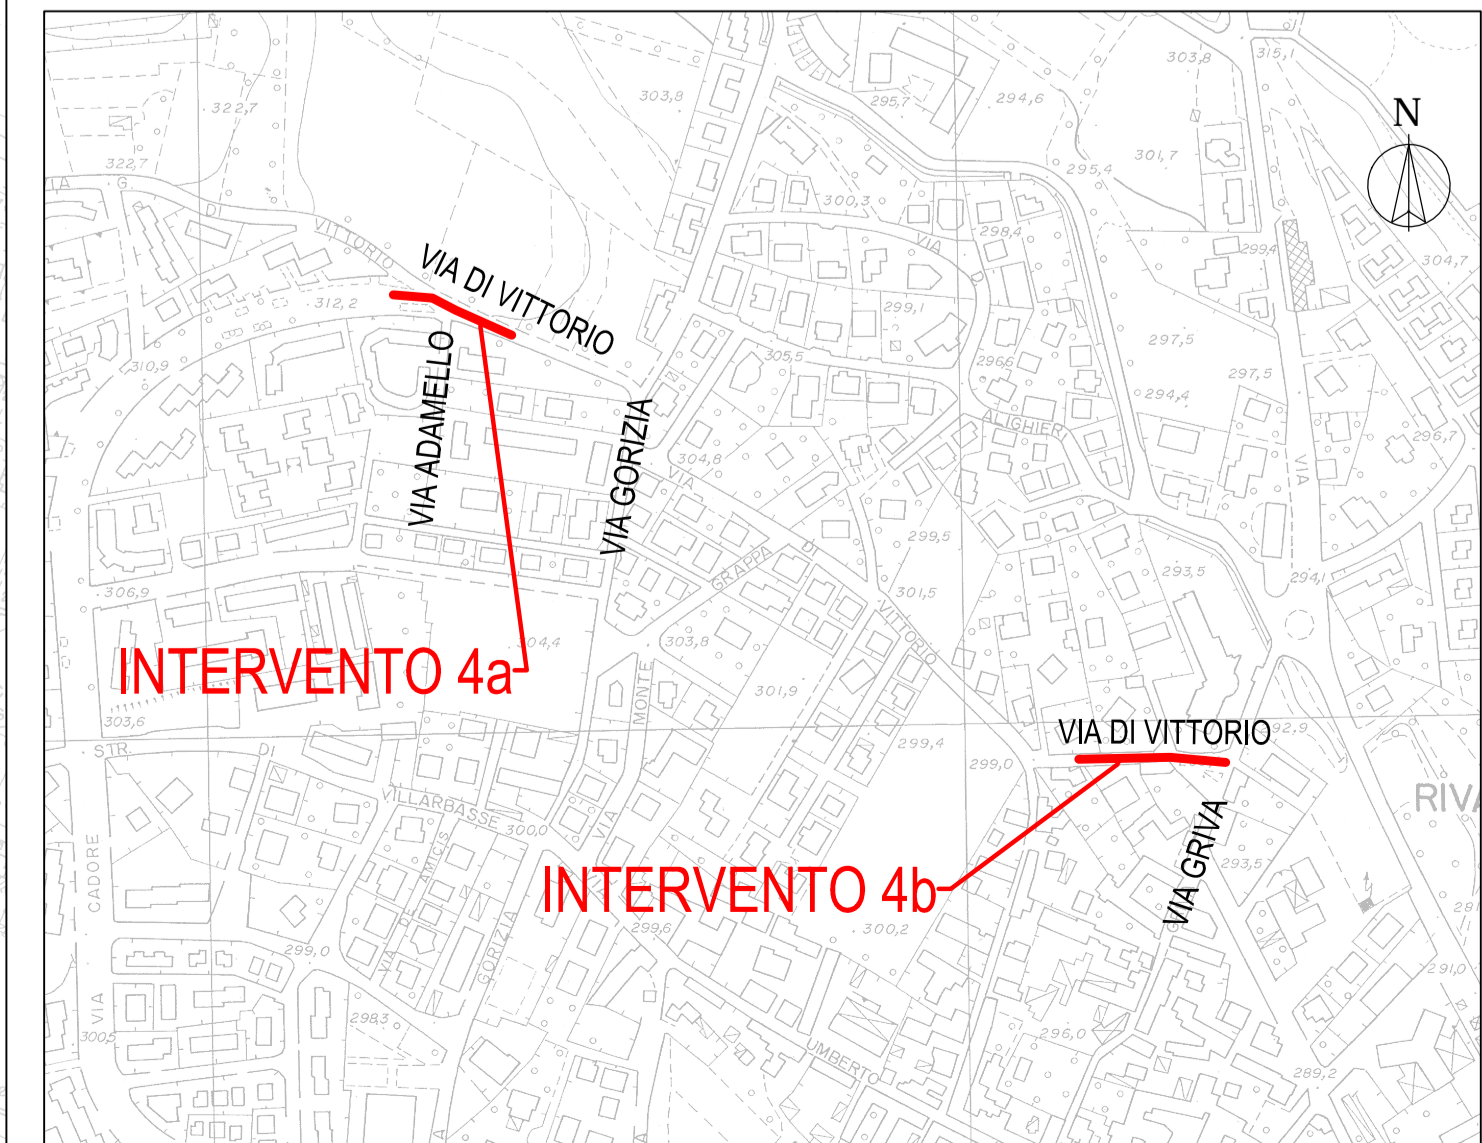 303,8
315,1
303,8
295,7
294,6
322,7
N
301,7
322,7
295,4
VIA G.
DI
VITTORIO
300,3
298,4
VIA
D.
299,4
304,7
VIA DI VITTORIO
312,2
299,1
297,5
305,5
296,6
310,9
297,5
294,4
VIA ADAMELLO
VIA GORIZIA
ALIGHIER
296,7
304,8
VIA
VIA
299,5
GRAPPA
DI
293,5
294,1
306,9
301,5
VITTORIO
303,8
INTERVENTO 4a
MONTE
301,9
303,6
STR.
DI
VIA DI VITTORIO
92,9
299,4
299,0
RIVA
VILLARBASSE
300,0
VIA
VIA GRIVA
293,5
CADORE
INTERVENTO 4b
AMICIS
DE
VIA
299,6
300,2
299,0
GORIZIA
291,0
VIA
298,3
300,5
296,0
UMBERTO
289,2